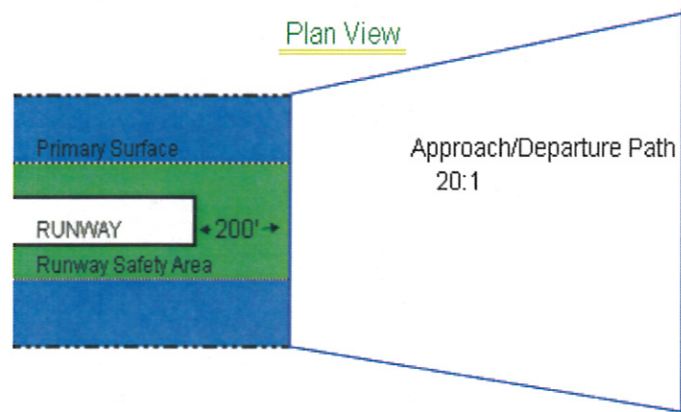 Plan View
Primary Surface
Approach/Departure Path
20:1
RUNWAY
200'
Runway Safety Area